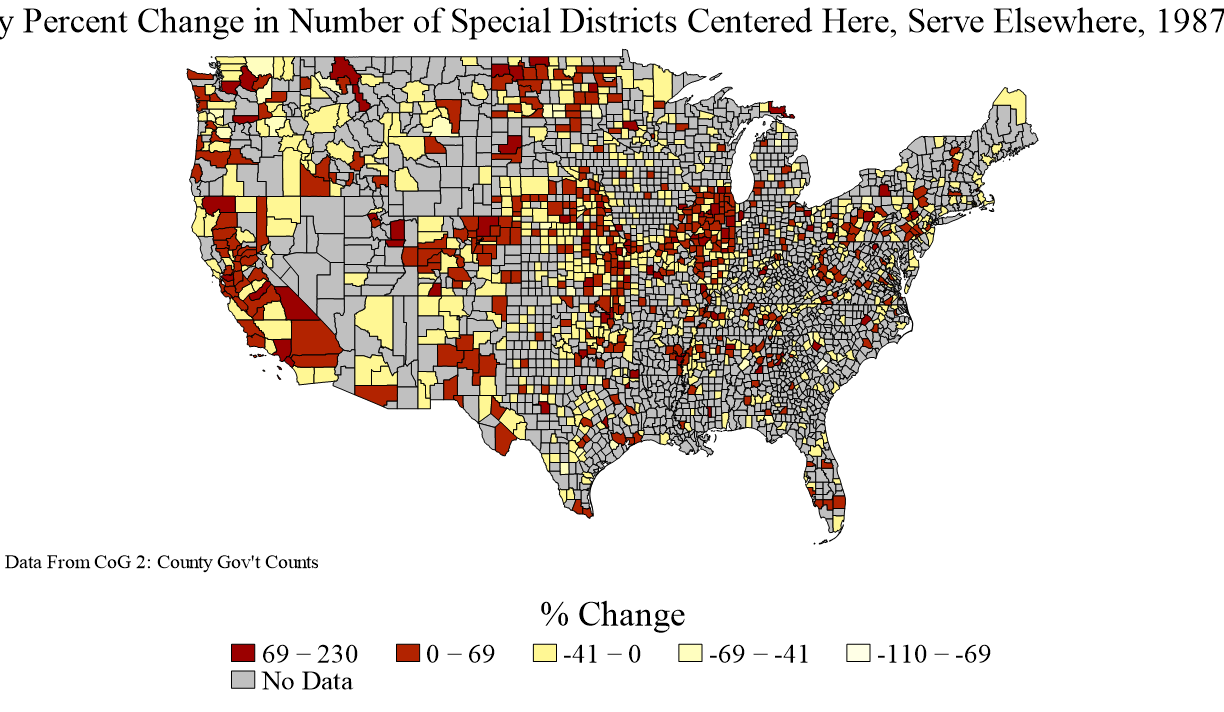 y Percent Change in Number of Special Districts Centered Here, Serve Elsewhere, 1987
Data From CoG 2: County Gov't Counts
% Change
69 − 230
0 − 69
-41 − 0
-69 − -41
-110 − -69
No Data